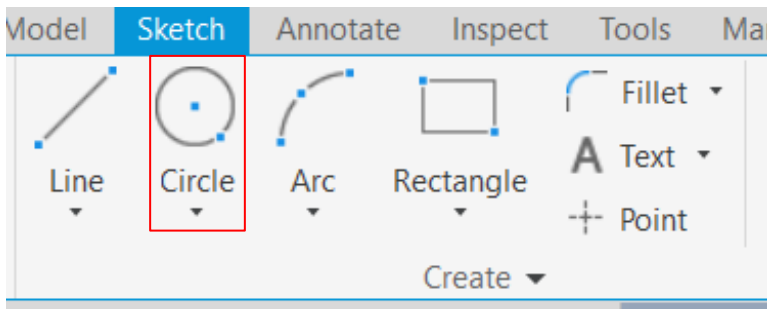 Model Sketch Annotate Inspect Tools
Line Circle Arc Rectangle
Fillet
A Text
Point
Create